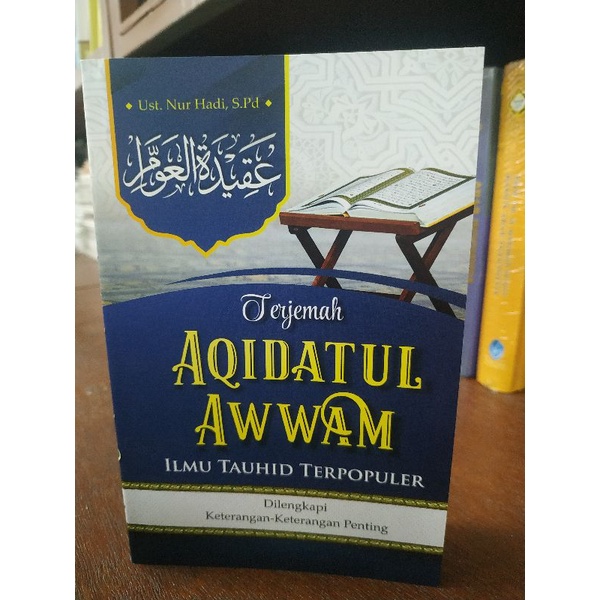 Ust. Nur Hadi, S.Pd
عقيدة العوام
Terjemah
AQIDATUL
AWWAM
ILMU TAUHID TERPOPULER
Dilengkapi
Keterangan-Keterangan Penting